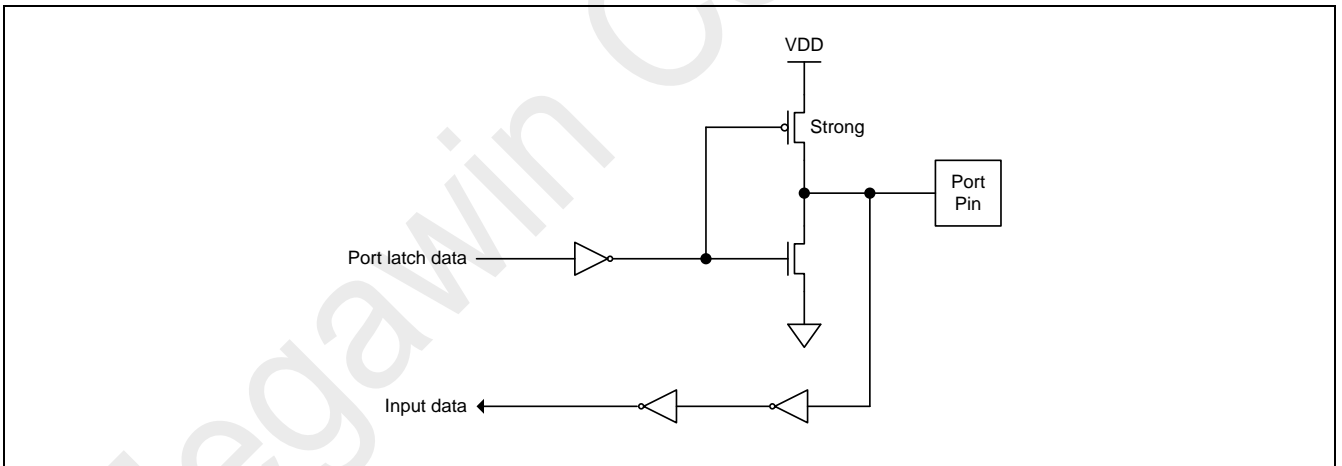 VDD
Strong
Port
Pin
Port latch data
Input data